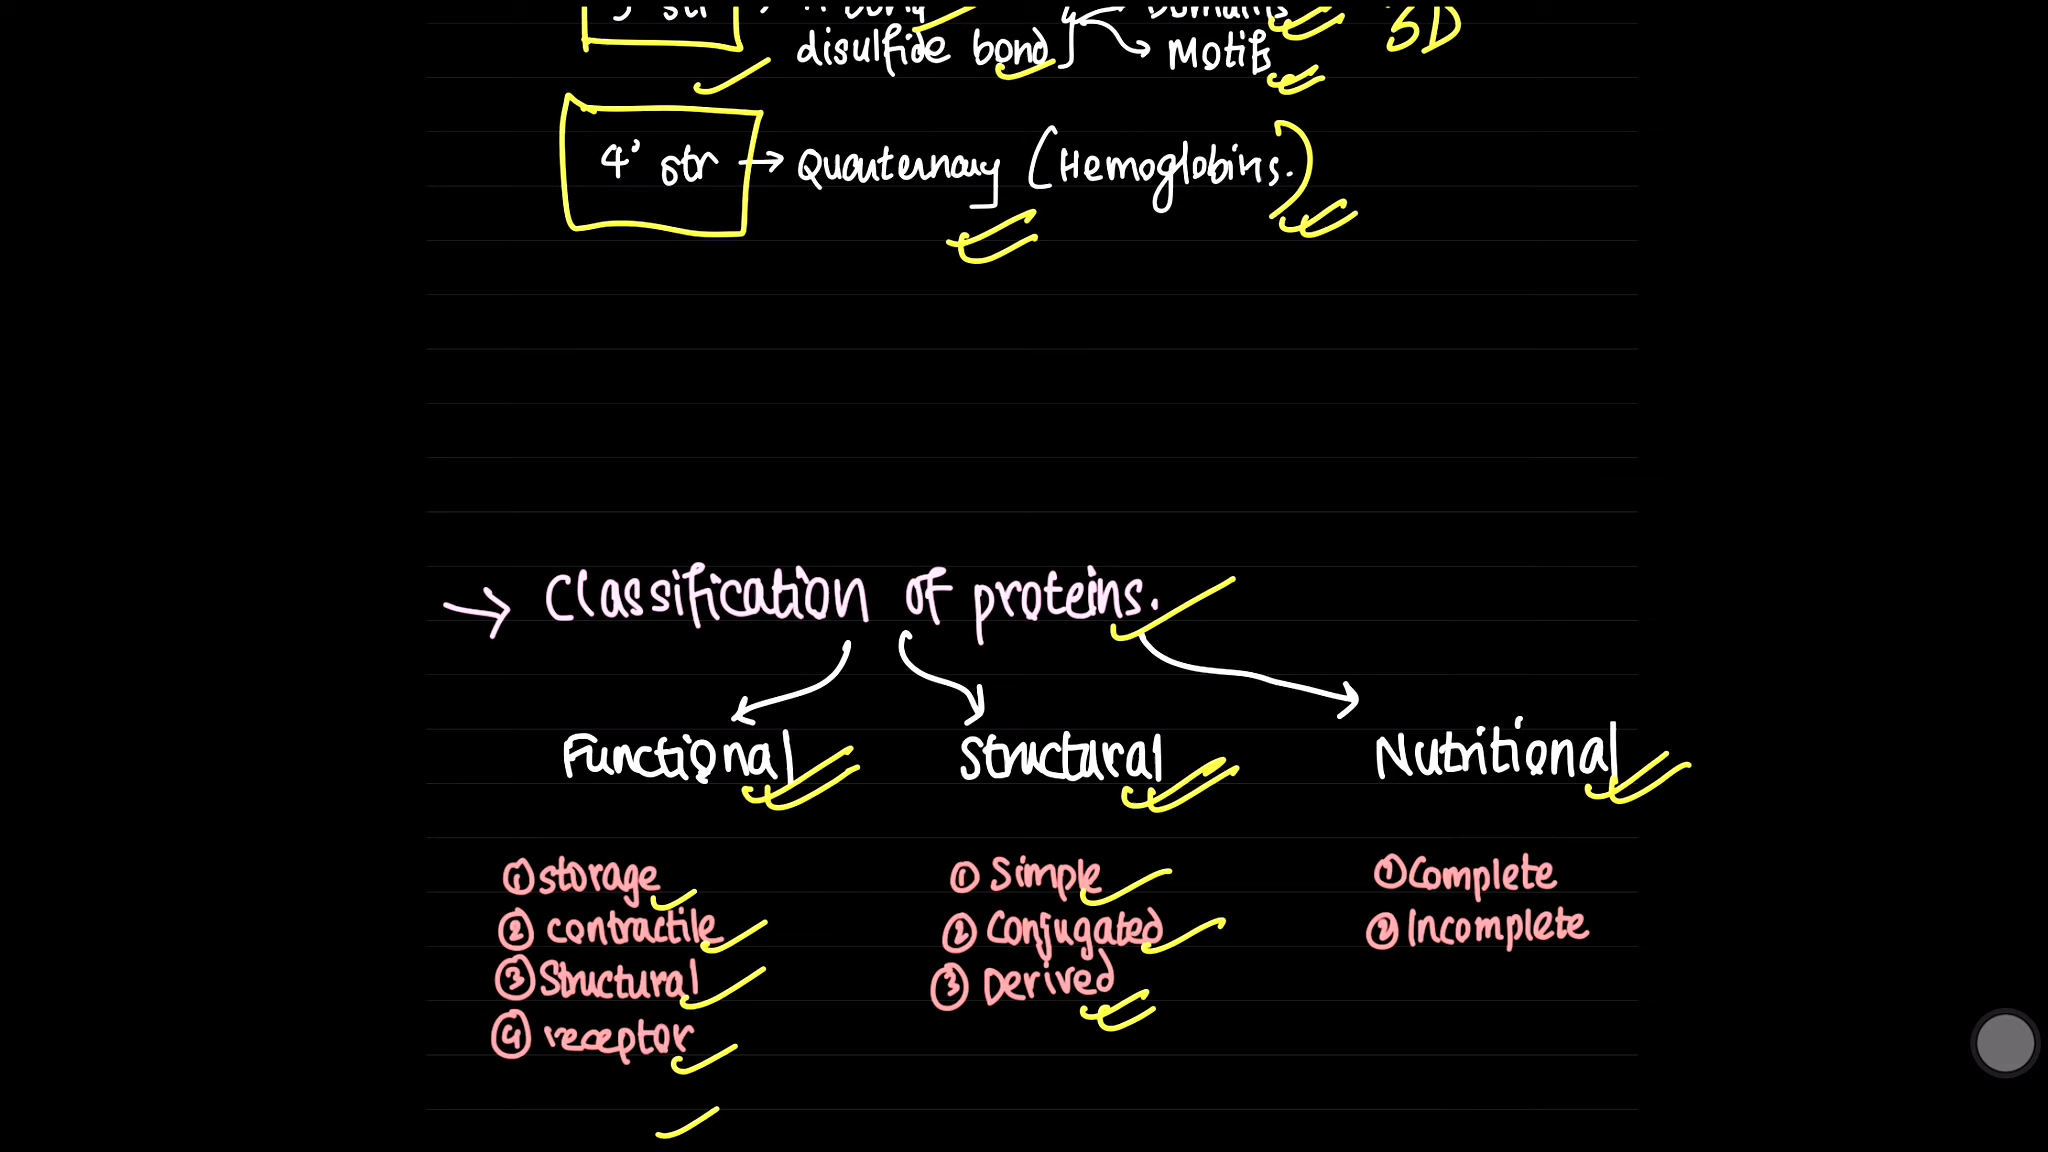 disulfide bond → Motifs
4° str → Quaternary (Hemoglobins.)
→ Classification of proteins.
Functional Structural Nutritional
① storage ① Simple ① Complete
② contractile ② Conjugated ② Incomplete
③ Structural ③ Derived
④ receptor